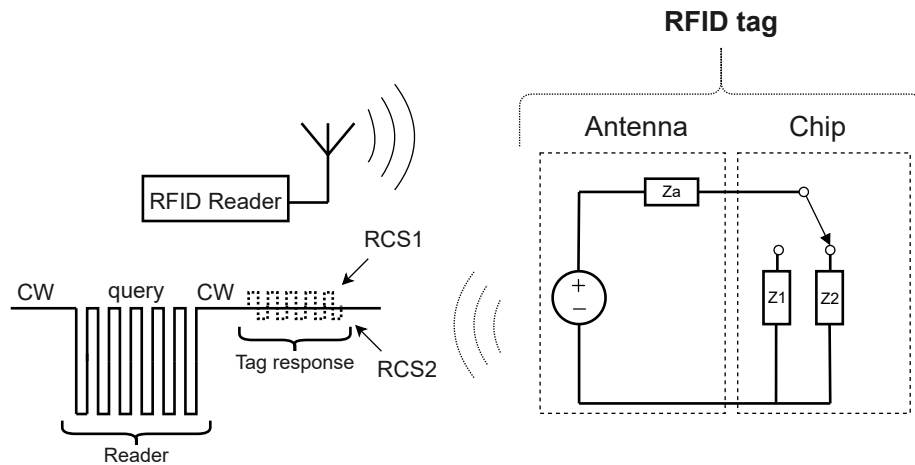 RFID tag
Antenna
Chip
Za
RFID Reader
RCS1
CW
query
CW
+
−
Z1
Z2
Tag response
RCS2
Reader